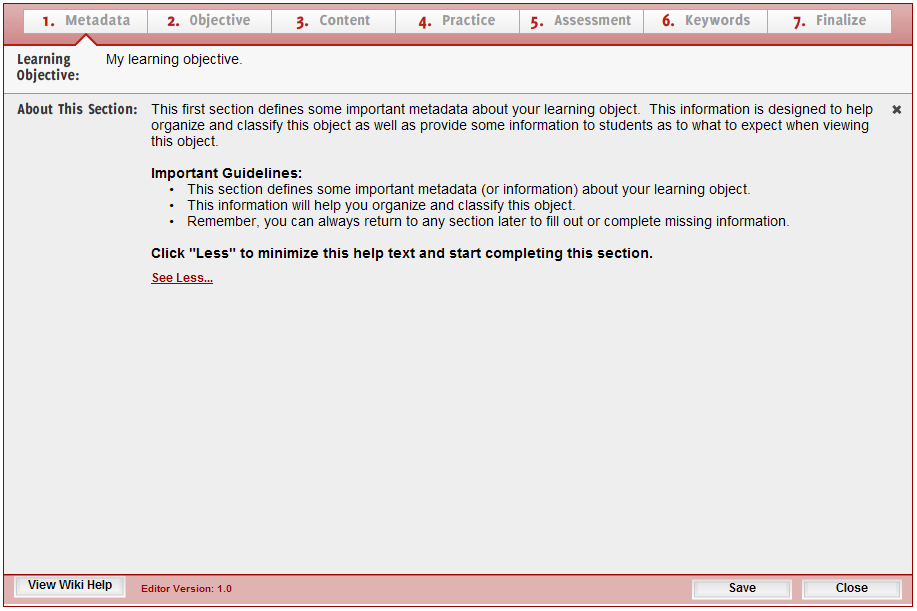 1. Metadata 2. Objective 3. Content 4. Practice 5. Assessment 6. Keywords 7. Finalize
Learning My learning objective.
Objective:
About This Section: This first section defines some important metadata about your learning object. This information is designed to help
organize and classify this object as well as provide some information to students as to what to expect when viewing
this object.
Important Guidelines:
• This section defines some important metadata (or information) about your learning object.
• This information will help you organize and classify this object.
• Remember, you can always return to any section later to fill out or complete missing information.
Click "Less" to minimize this help text and start completing this section.
See Less...
View Wiki Help Editor Version: 1.0 Save Close